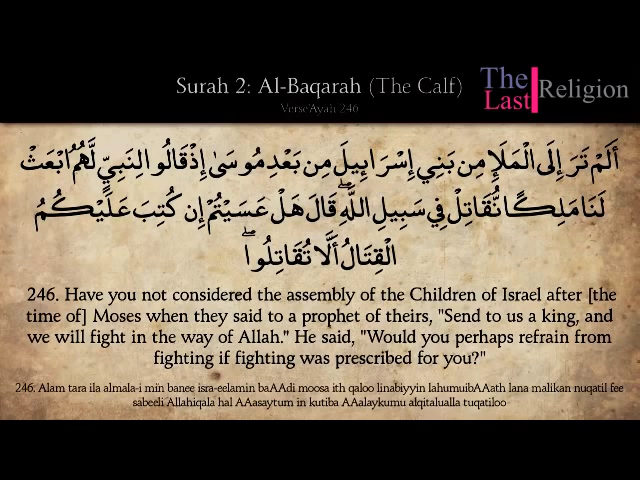 Surah 2: Al-Baqarah (The Calf)
Verse'Ayah 246
The
Last
Religion
أَلَمْ تَرَ إِلَى الْمَلَإِ مِن بَنِي إِسْرَائِيلَ مِن بَعْدِ مُوسَىٰ إِذْ قَالُوا لِنَبِيٍّ لَّهُمُ ابْعَثْ
لَنَا مَلِكًا نُّقَاتِلْ فِي سَبِيلِ اللَّهِ ۖ قَالَ هَلْ عَسَيْتُمْ إِن كُتِبَ عَلَيْكُمُ
الْقِتَالُ أَلَّا تُقَاتِلُوا ۖ
246. Have you not considered the assembly of the Children of Israel after [the
time of] Moses when they said to a prophet of theirs, "Send to us a king, and
we will fight in the way of Allah." He said, "Would you perhaps refrain from
fighting if fighting was prescribed for you?"
246: Alam tara ila almala-i min banee isra-eelamin baAAdi moosa ith qaloo linabiyyin lahumuibAAath lana malikan nuqatil fee
sabeeli Allahiqala hal AAasaytum in kutiba AAalaykumu alqitalualla tuqatiloo